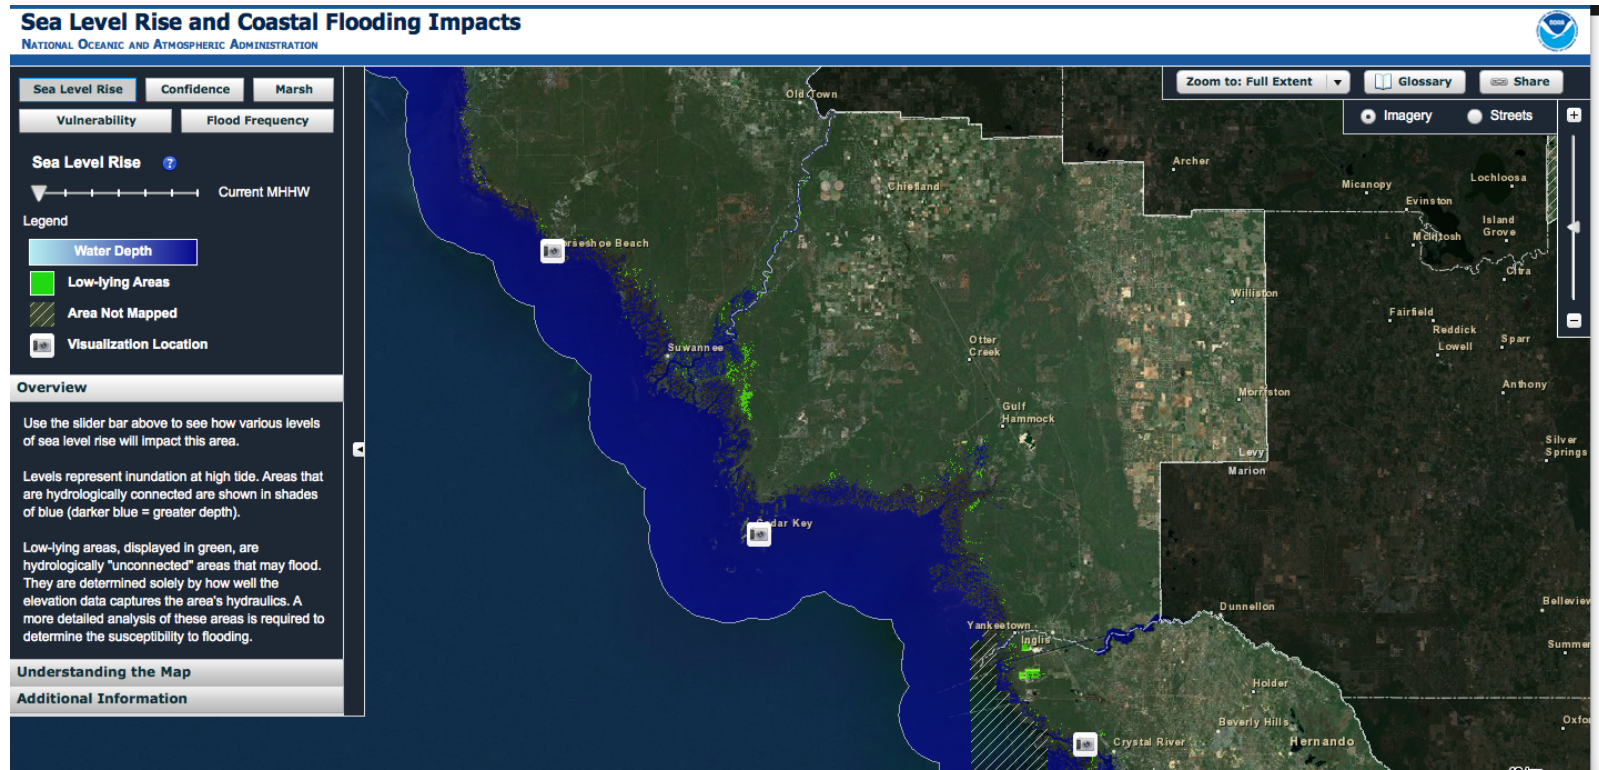 Sea Level Rise and Coastal Flooding Impacts
NATIONAL OCEANIC AND ATMOSPHERIC ADMINISTRATION
NOAA
Sea Level Rise
Confidence
Marsh
Vulnerability
Flood Frequency
Sea Level Rise ?
Current MHHW
Legend
Water Depth
Low-lying Areas
Area Not Mapped
Visualization Location
Overview
Use the slider bar above to see how various levels
of sea level rise will impact this area.
Levels represent inundation at high tide. Areas that
are hydrologically connected are shown in shades
of blue (darker blue = greater depth).
Low-lying areas, displayed in green, are
hydrologically "unconnected" areas that may flood.
They are determined solely by how well the
elevation data captures the area's hydraulics. A
more detailed analysis of these areas is required to
determine the susceptibility to flooding.
Understanding the Map
Additional Information
Zoom to: Full Extent
Glossary
Share
Imagery
Streets
Old Town
Archer
Chiefland
Micanopy
Lochloosa
Evinston
Island
Grove
McIntosh
Citra
rseshoe Beach
Williston
Fairfield
Reddick
Lowell
Sparr
Suwannee
Otter
Creek
Anthony
Morriston
Gulf
Hammock
Levy
Marion
Silver
Springs
dar Key
Dunnellon
Belleview
Yankeetown
Inglis
Summe
Holder
Beverly Hills
Oxfo
Crystal River
Hernando